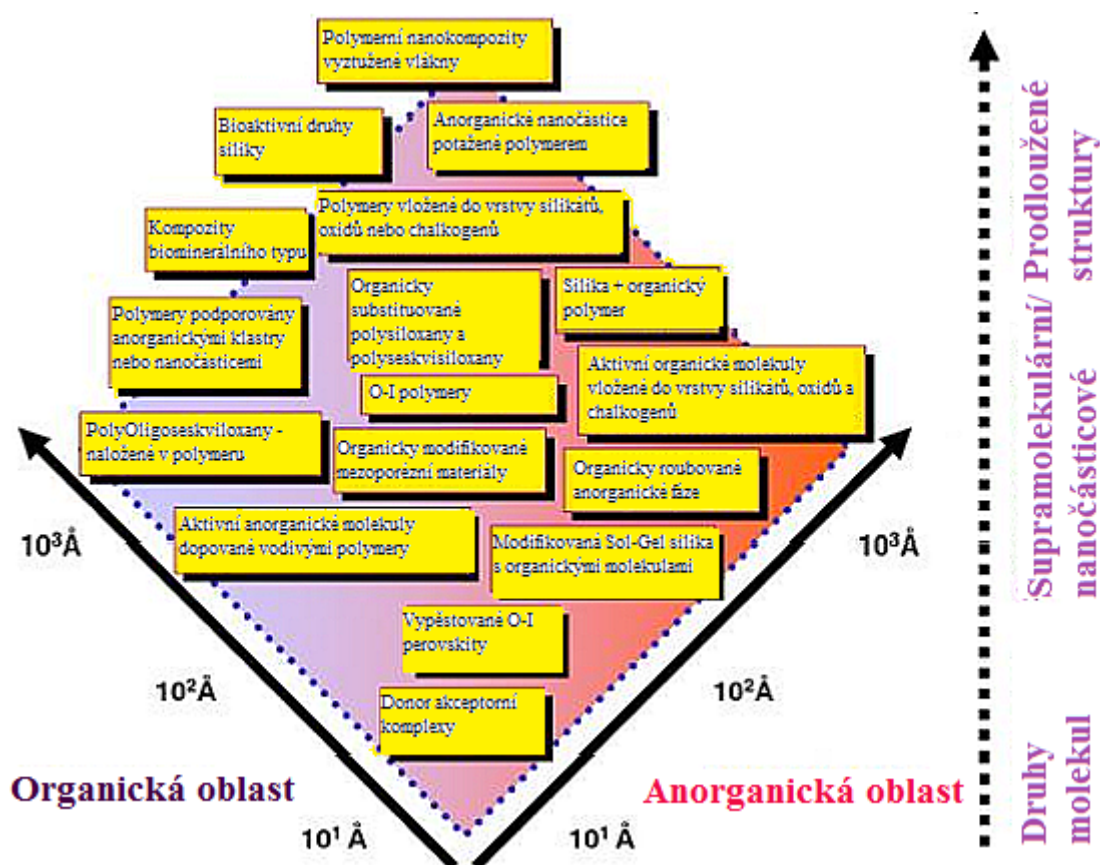 Polymerní nanokompozity
vyztužené vlákny
Bioaktivní druhy
siliky
Anorganické nanočástice
potažené polymerem
Polymery vložené do vrstvy silikátů,
oxidů nebo chalkogenů
Kompozity
biominerálního typu
Organicky
substituované
polysiloxany a
polyseskvisiloxany
Silika + organický
polymer
Polymery podporovány
anorganickými klastry
nebo nanočásticemi
O-I polymery
Aktivní organické molekuly
vložené do vrstvy silikátů, oxidů a
chalkogenů
PolyOligoseskviloxany -
naložené v polymeru
Organicky modifikované
mezoporézní materiály
Organicky roubované
anorganické fáze
Aktivní anorganické molekuly
dopované vodivými polymery
Modifikovaná Sol-Gel silika
s organickými molekulami
Vypěstované O-I
perovskity
Donor akceptorní
komplexy
10³Å
10²Å
10¹ Å
10³Å
10²Å
10¹ Å
Organická oblast
Anorganická oblast
Supramolekulární/ Prodloužené
nanočásticové struktury
Druhy
molekul